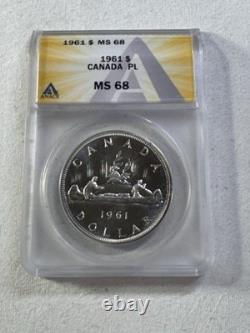 1961 $ MS 68
1961 $
CANADA PL
MS 68
CANADA
1961
DOLLAR